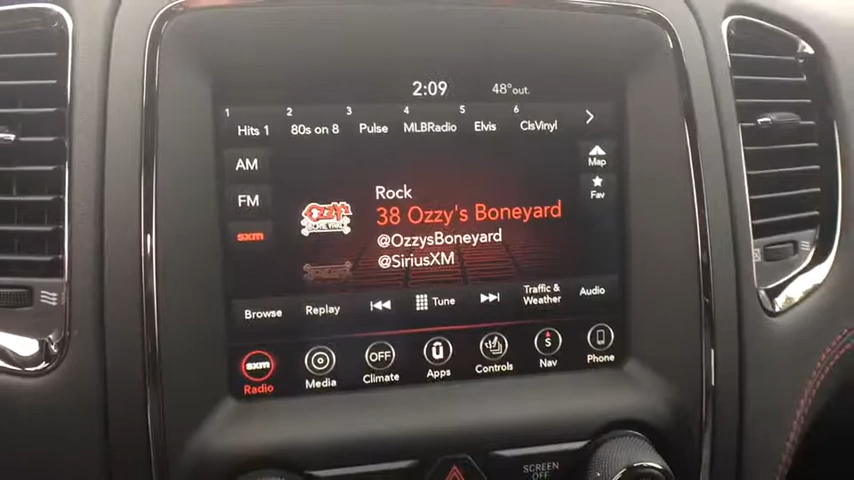 2:09 48°out.
1 2 3 4 5 6
Hits 1 80s on 8 Pulse MLBRadio Elvis ClsVinyl
AM
FM
sxm
Map
Fav
OZZY'S
BONEYARD
Rock
38 Ozzy's Boneyard
@OzzysBoneyard
@SiriusXM
Browse Replay Tune Traffic & Weather Audio
sxm OFF ū S
Radio Media Climate Apps Controls Nav Phone
SCREEN
OFF